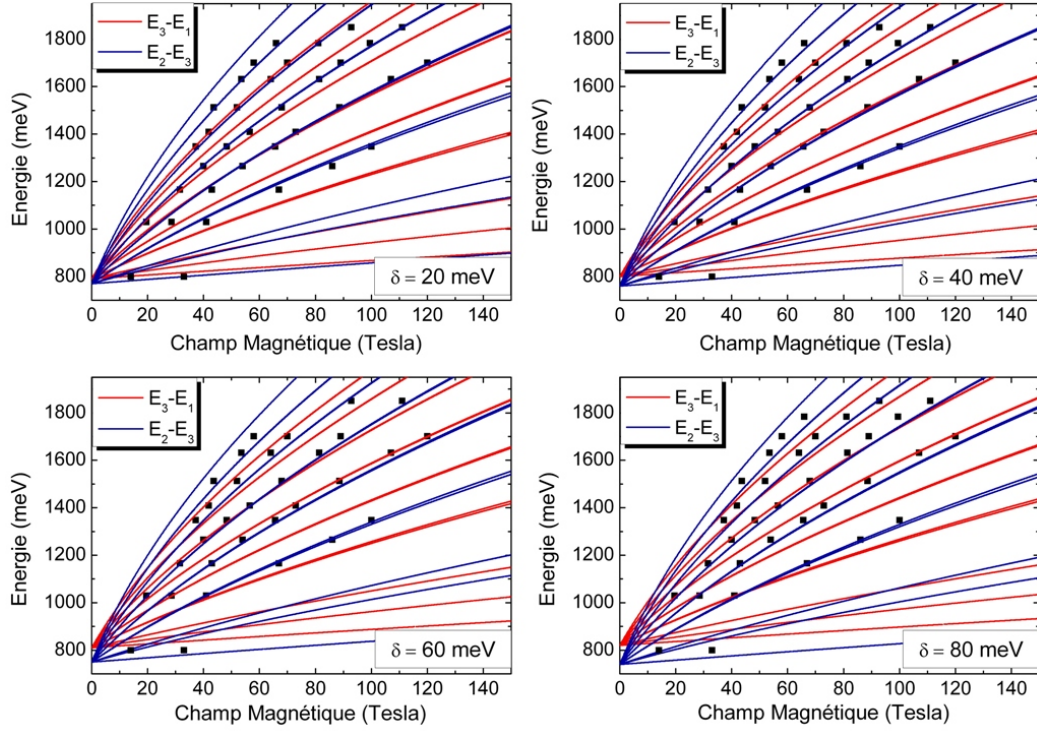 E3-E1
E2-E3
1800
1600
1400
1200
1000
800
Energie (meV)
δ = 20 meV
0 20 40 60 80 100 120 140
Champ Magnétique (Tesla)
E3-E1
E2-E3
1800
1600
1400
1200
1000
800
Energie (meV)
δ = 40 meV
0 20 40 60 80 100 120 140
Champ Magnétique (Tesla)
E3-E1
E2-E3
1800
1600
1400
1200
1000
800
Energie (meV)
δ = 60 meV
0 20 40 60 80 100 120 140
Champ Magnétique (Tesla)
E3-E1
E2-E3
1800
1600
1400
1200
1000
800
Energie (meV)
δ = 80 meV
0 20 40 60 80 100 120 140
Champ Magnétique (Tesla)